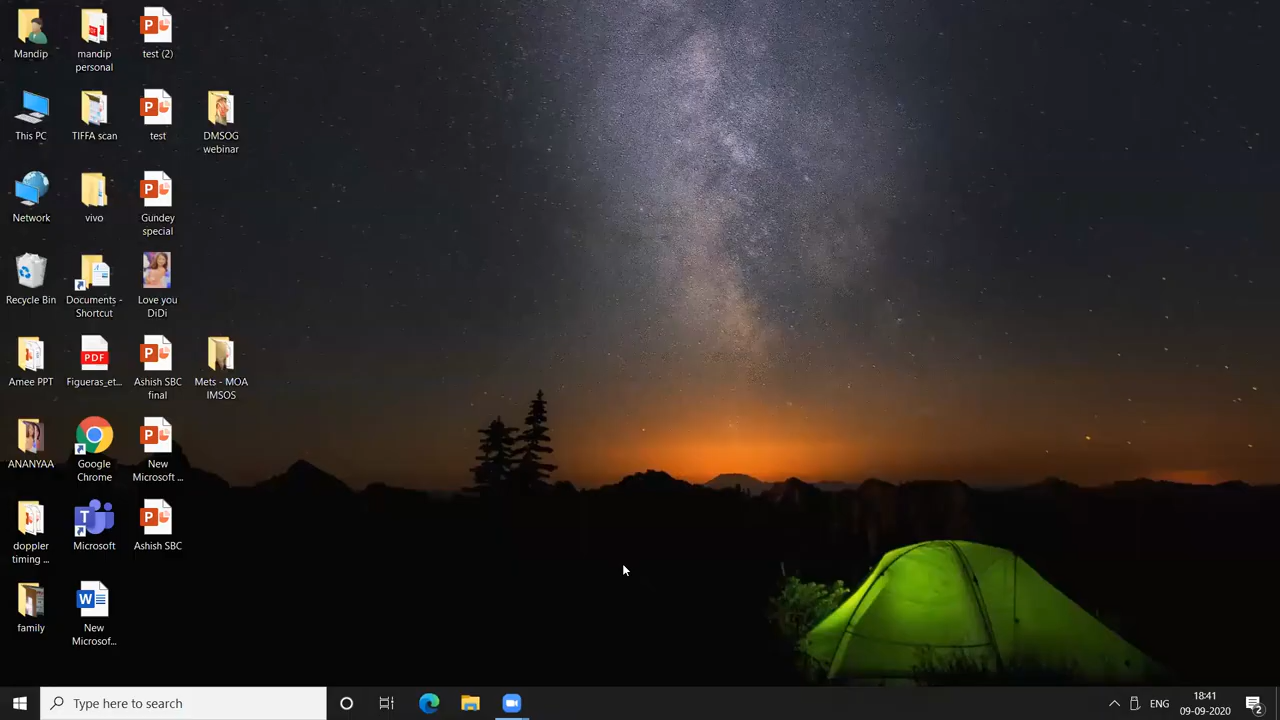 Mandip
mandip
personal
test (2)
This PC
TIFFA scan
test
DMSOG
webinar
Network
vivo
Gundey
special
Recycle Bin
Documents -
Shortcut
Love you
DiDi
Amee PPT
PDF
Figueras_et...
Ashish SBC
final
Mets - MOA
IMSOS
ANANYAA
Google
Chrome
New
Microsoft ...
doppler
timing ...
Microsoft
Ashish SBC
family
New
Microsof...
Type here to search
ENG
18:41
09-09-2020
2